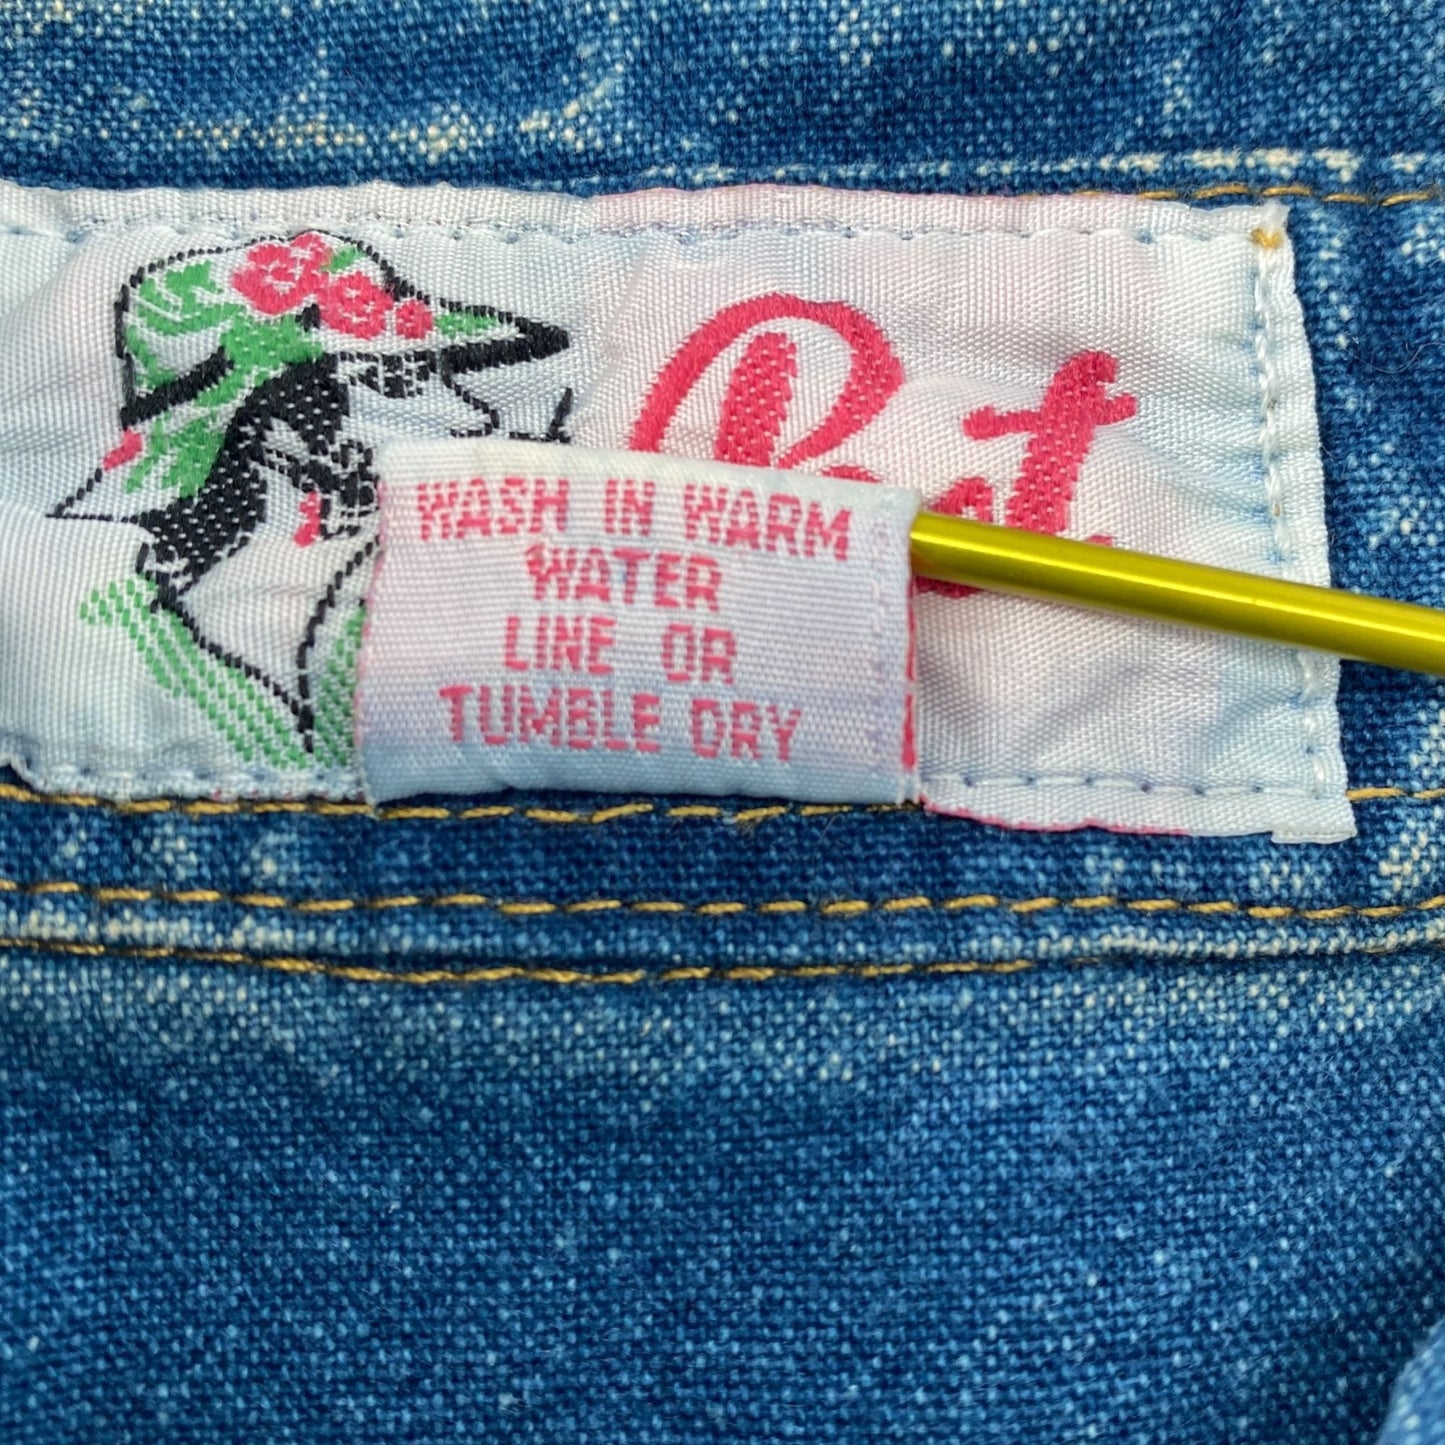 WASH IN WARM
WATER
LINE OR
TUMBLE DRY